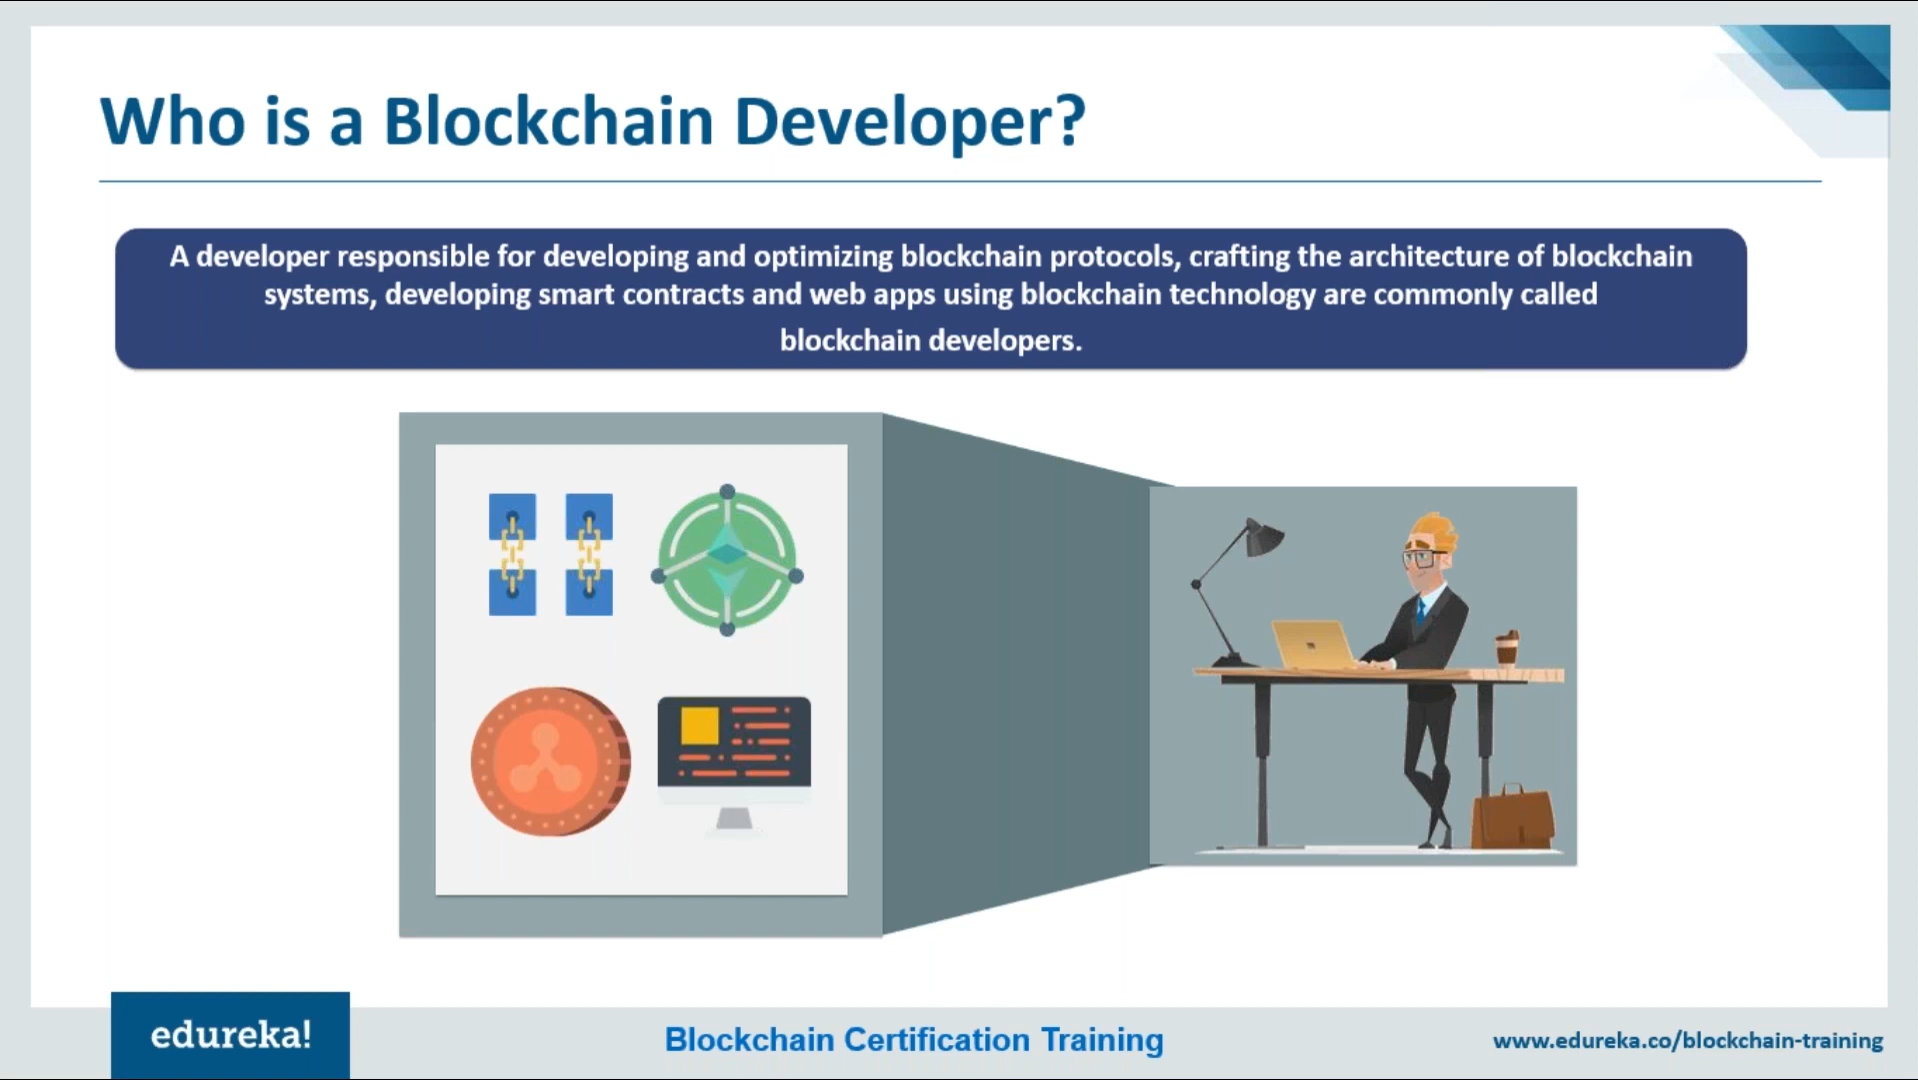 Who is a Blockchain Developer?
A developer responsible for developing and optimizing blockchain protocols, crafting the architecture of blockchain
systems, developing smart contracts and web apps using blockchain technology are commonly called
blockchain developers.
edureka!
Blockchain Certification Training
www.edureka.co/blockchain-training